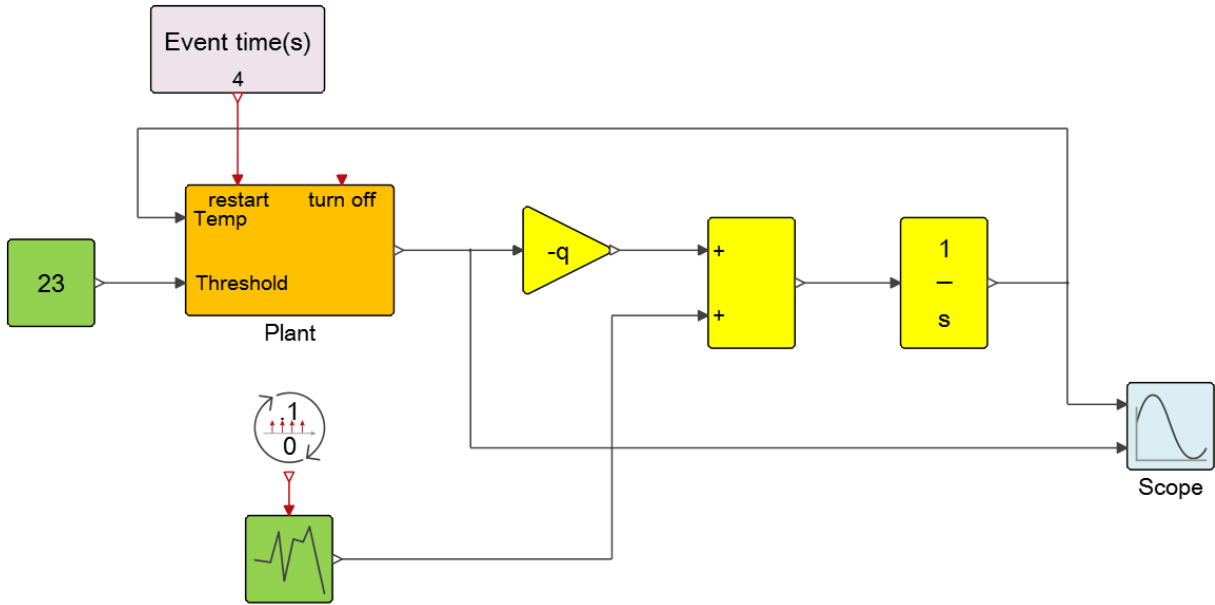 Event time(s)
4
restart
turn off
Temp
23
Threshold
Plant
-q
+
+
1
s
.1
0
Scope